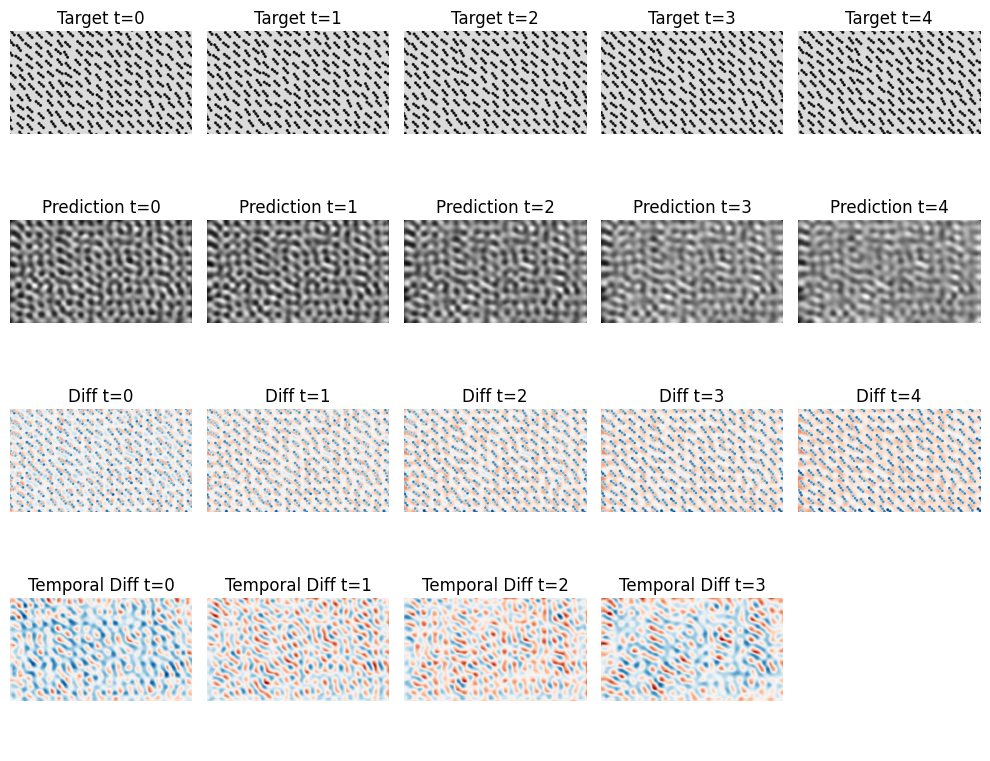 Target t=0 Target t=1 Target t=2 Target t=3 Target t=4
Prediction t=0 Prediction t=1 Prediction t=2 Prediction t=3 Prediction t=4
Diff t=0 Diff t=1 Diff t=2 Diff t=3 Diff t=4
Temporal Diff t=0 Temporal Diff t=1 Temporal Diff t=2 Temporal Diff t=3